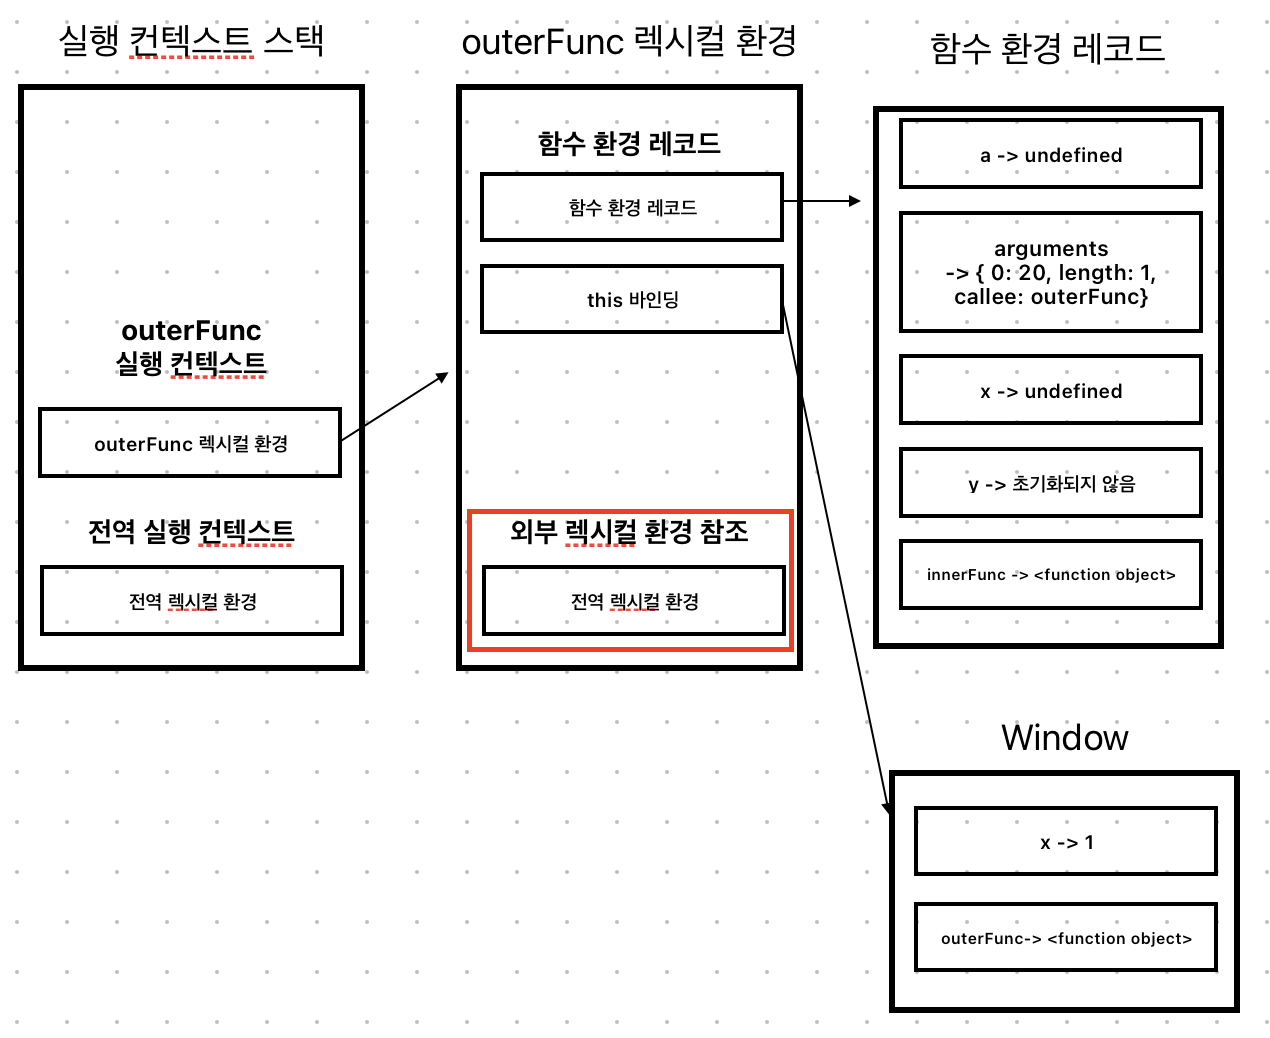 실행 컨텍스트 스택
outerFunc
실행 컨텍스트
outerFunc 렉시컬 환경
전역 실행 컨텍스트
전역 렉시컬 환경
outerFunc 렉시컬 환경
함수 환경 레코드
함수 환경 레코드
this 바인딩
외부 렉시컬 환경 참조
전역 렉시컬 환경
함수 환경 레코드
a -> undefined
arguments
-> { 0: 20, length: 1,
callee: outerFunc}
x -> undefined
y -> 초기화되지 않음
innerFunc -> <function object>
Window
x -> 1
outerFunc-> <function object>